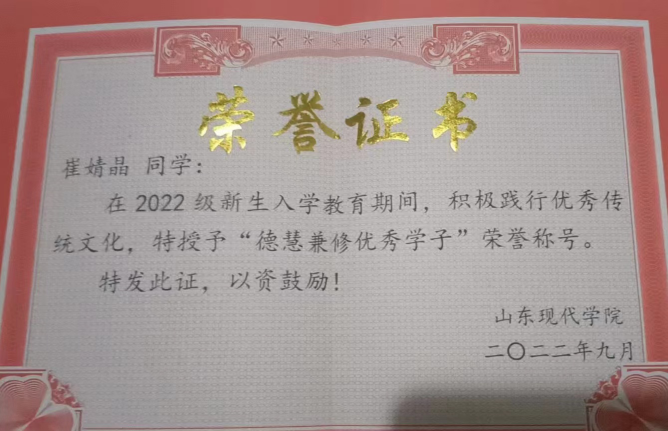 荣誉证书
崔婧晶 同学：
在 2022 级新生入学教育期间，积极践行优秀传
统文化，特授予“德慧兼修优秀学子”荣誉称号。
特发此证，以资鼓励！
山东现代学院
二〇二二年九月